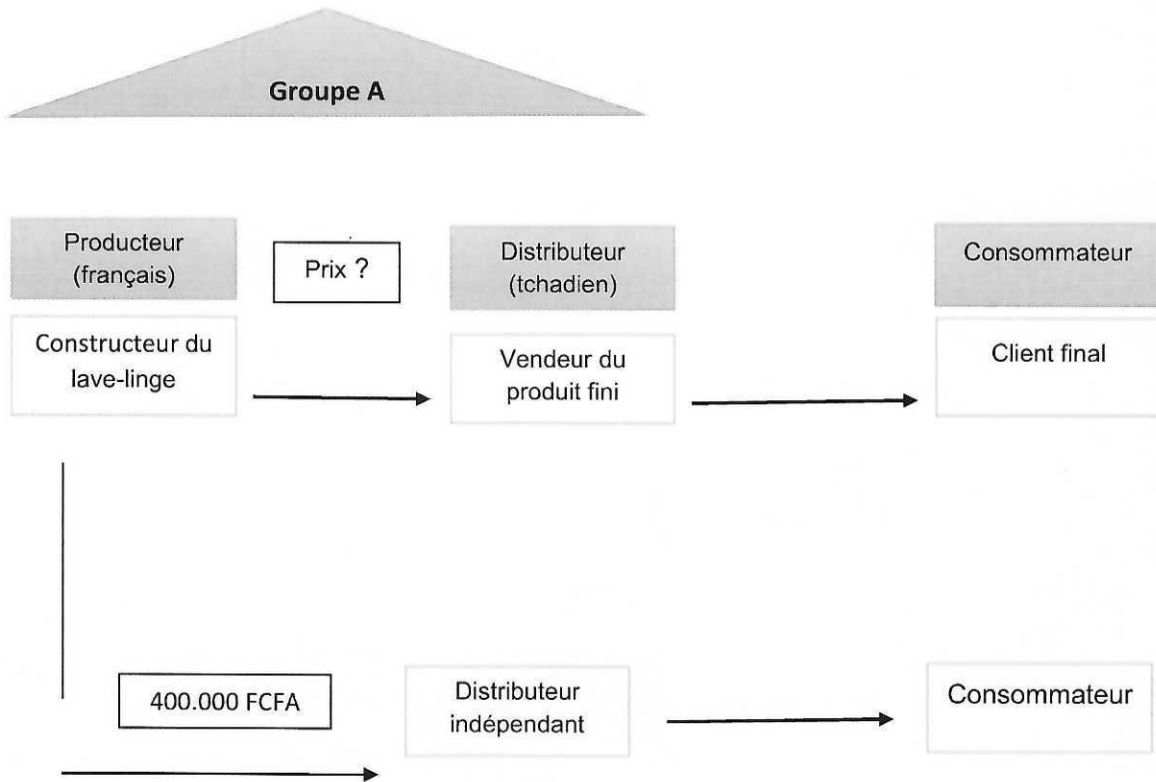 Groupe A
Producteur
(français)
Prix ?
Distributeur
(tchadien)
Consommateur
Constructeur du
lave-linge
Vendeur du
produit fini
Client final
400.000 FCFA
Distributeur
indépendant
Consommateur